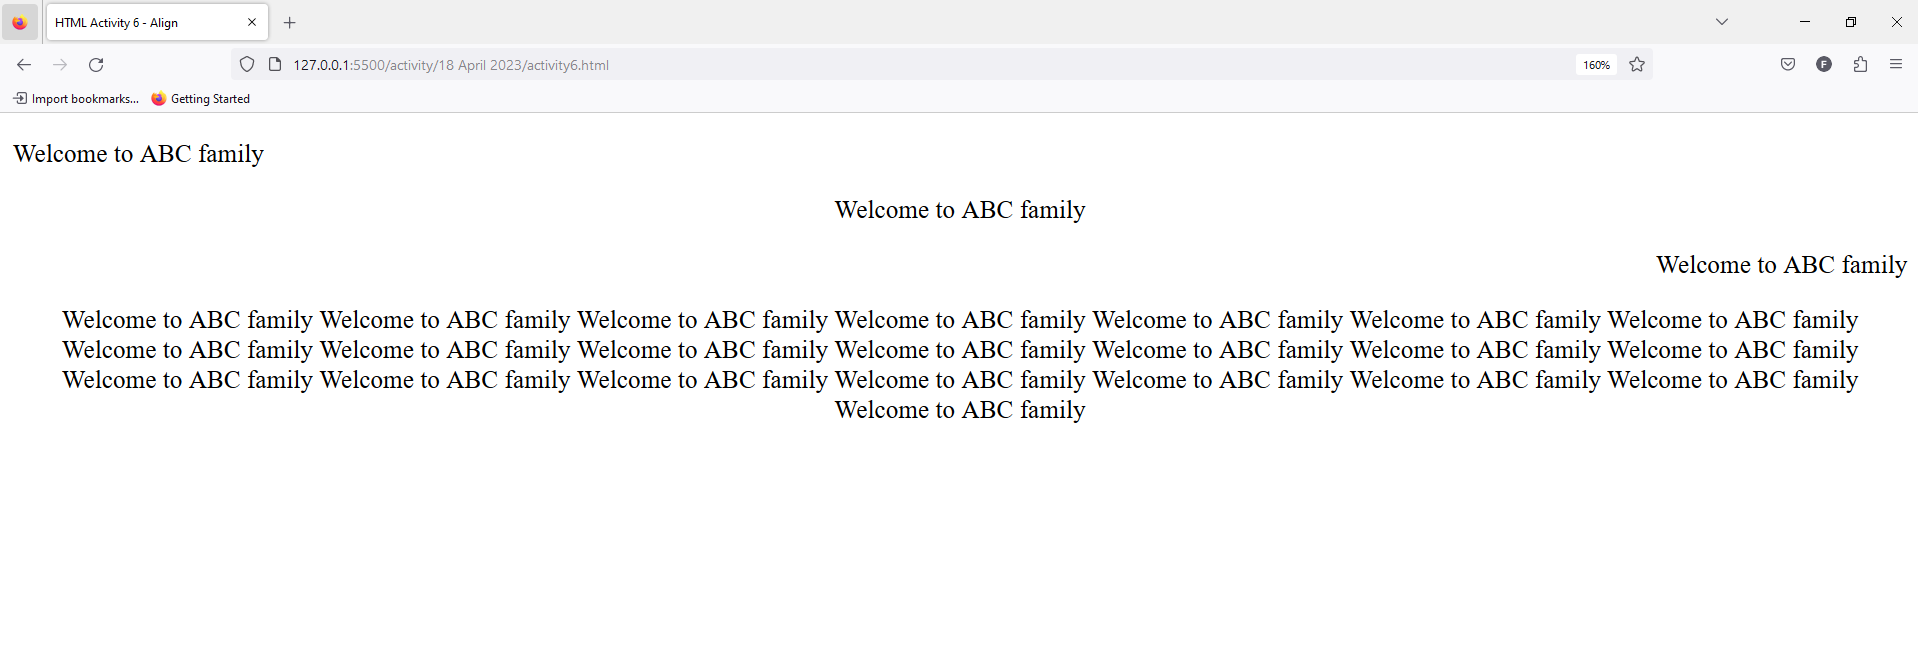 HTML Activity 6 - Align
127.0.0.1:5500/activity/18 April 2023/activity6.html
160%
F
Import bookmarks...
Getting Started
Welcome to ABC family
Welcome to ABC family
Welcome to ABC family
Welcome to ABC family Welcome to ABC family Welcome to ABC family Welcome to ABC family Welcome to ABC family Welcome to ABC family Welcome to ABC family
Welcome to ABC family Welcome to ABC family Welcome to ABC family Welcome to ABC family Welcome to ABC family Welcome to ABC family Welcome to ABC family
Welcome to ABC family Welcome to ABC family Welcome to ABC family Welcome to ABC family Welcome to ABC family Welcome to ABC family Welcome to ABC family
Welcome to ABC family